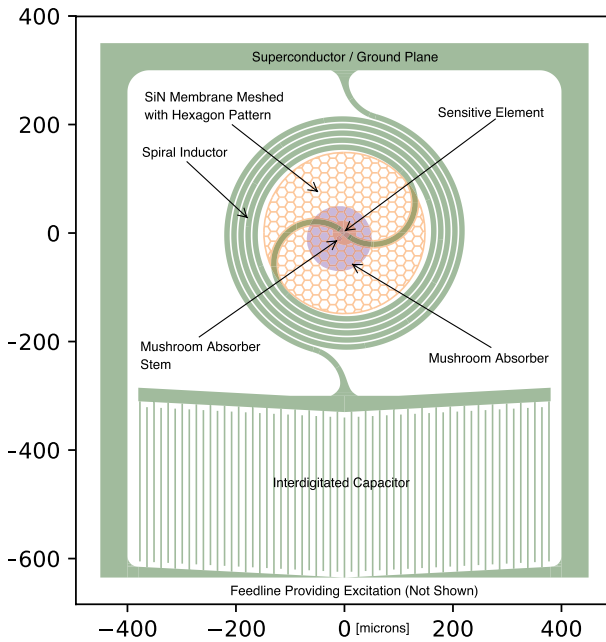 400
Superconductor / Ground Plane
SiN Membrane Meshed
with Hexagon Pattern
Sensitive Element
200
Spiral Inductor
0
Mushroom Absorber
Stem
Mushroom Absorber
-200
-400
Interdigitated Capacitor
-600
Feedline Providing Excitation (Not Shown)
−400 −200 0 [microns] 200 400